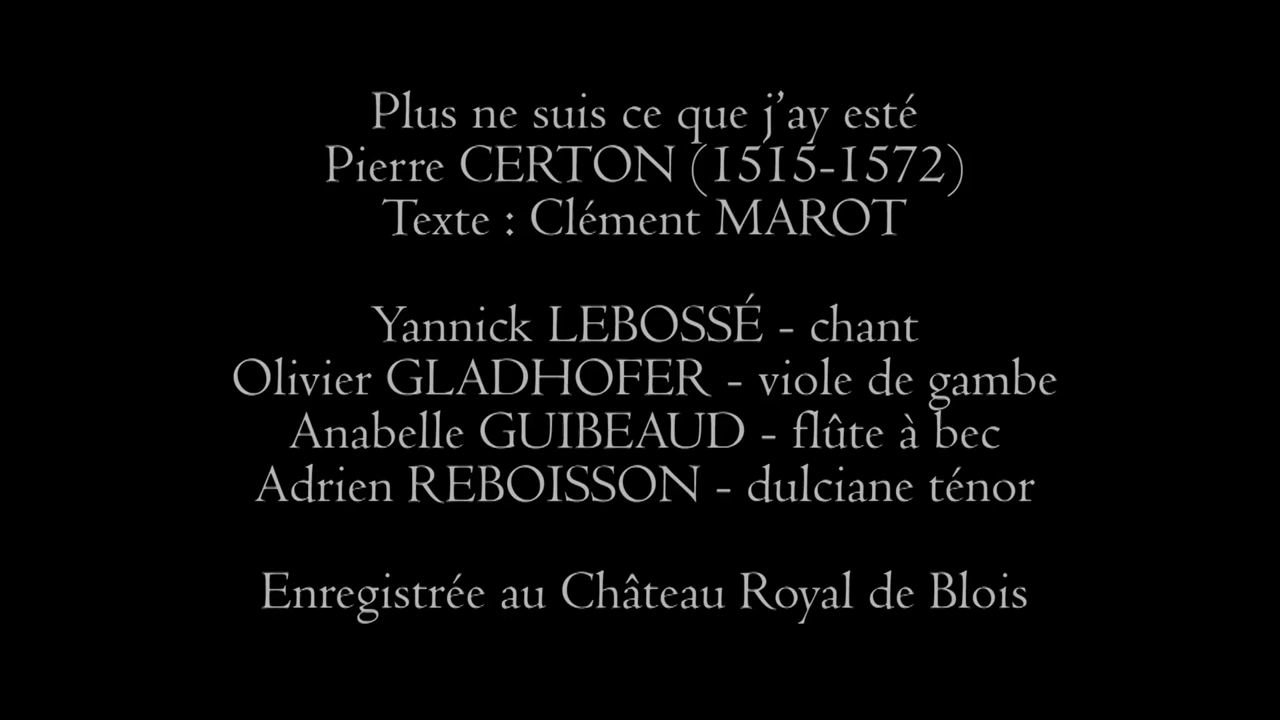 Plus ne suis ce que j’ay esté
Pierre CERTON (1515-1572)
Texte : Clément MAROT
Yannick LEBOSSÉ - chant
Olivier GLADHOFER - viole de gambe
Anabelle GUIBEAUD - flûte à bec
Adrien REBOISSON - dulciane ténor
Enregistrée au Château Royal de Blois